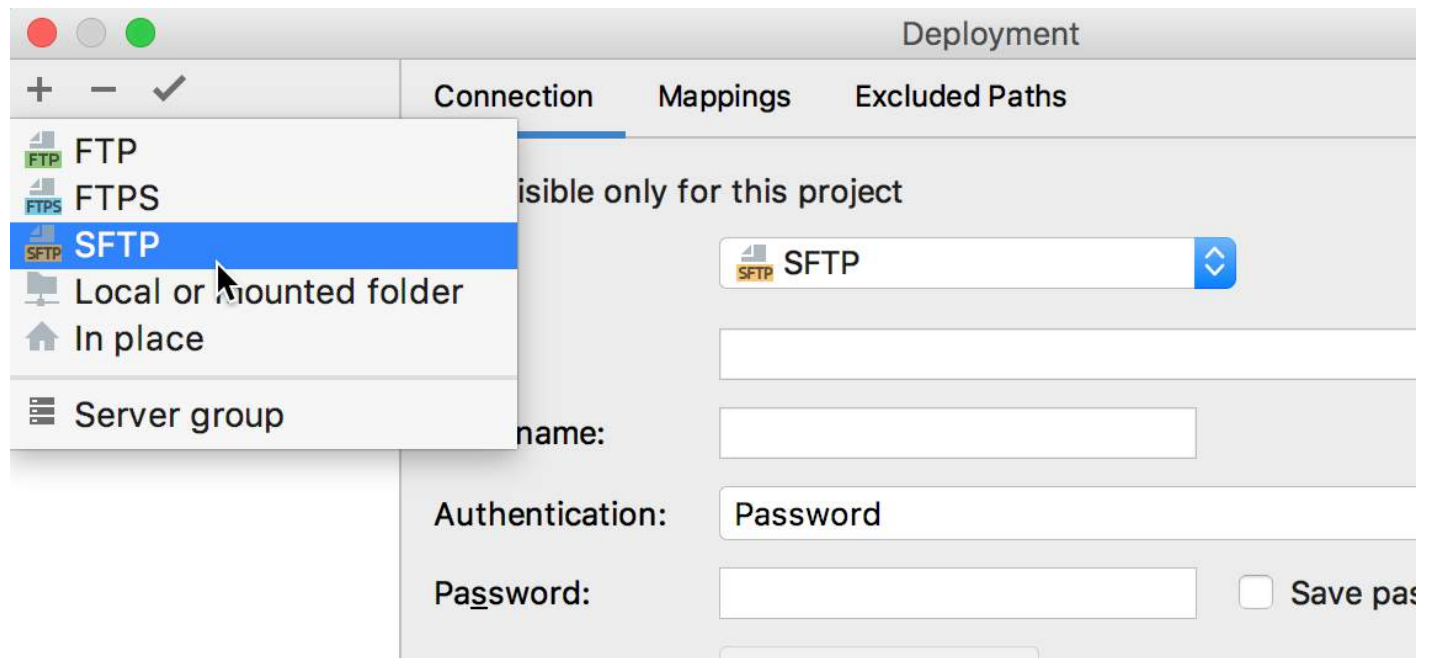 Deployment
Connection Mappings Excluded Paths
FTP FTP
FTPS FTPS
isible only for this project
SFTP SFTP
SFTP SFTP
Local or mounted folder
In place
Server group
name:
Authentication: Password
Password:
Save pas